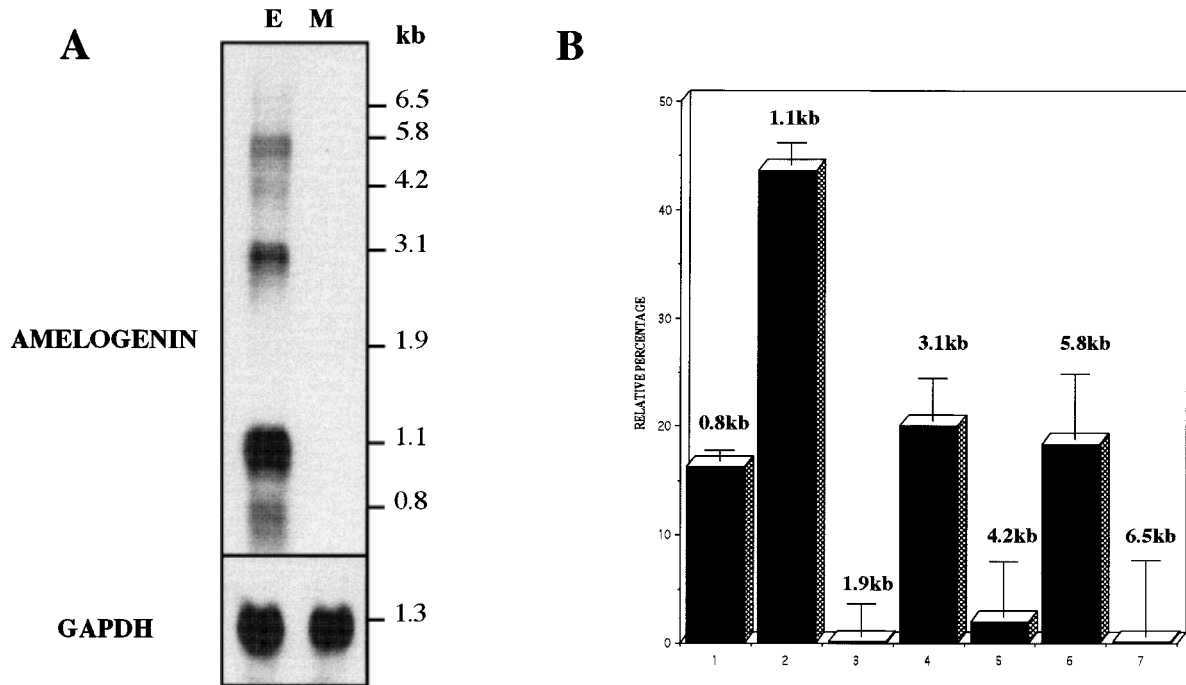 A
E M
kb
6.5
5.8
4.2
3.1
AMELOGENIN
1.9
1.1
0.8
GAPDH
1.3
B
RELATIVE PERCENTAGE
50
40
30
20
10
0
0.8kb
1.1kb
1.9kb
3.1kb
4.2kb
5.8kb
6.5kb
1 2 3 4 5 6 7